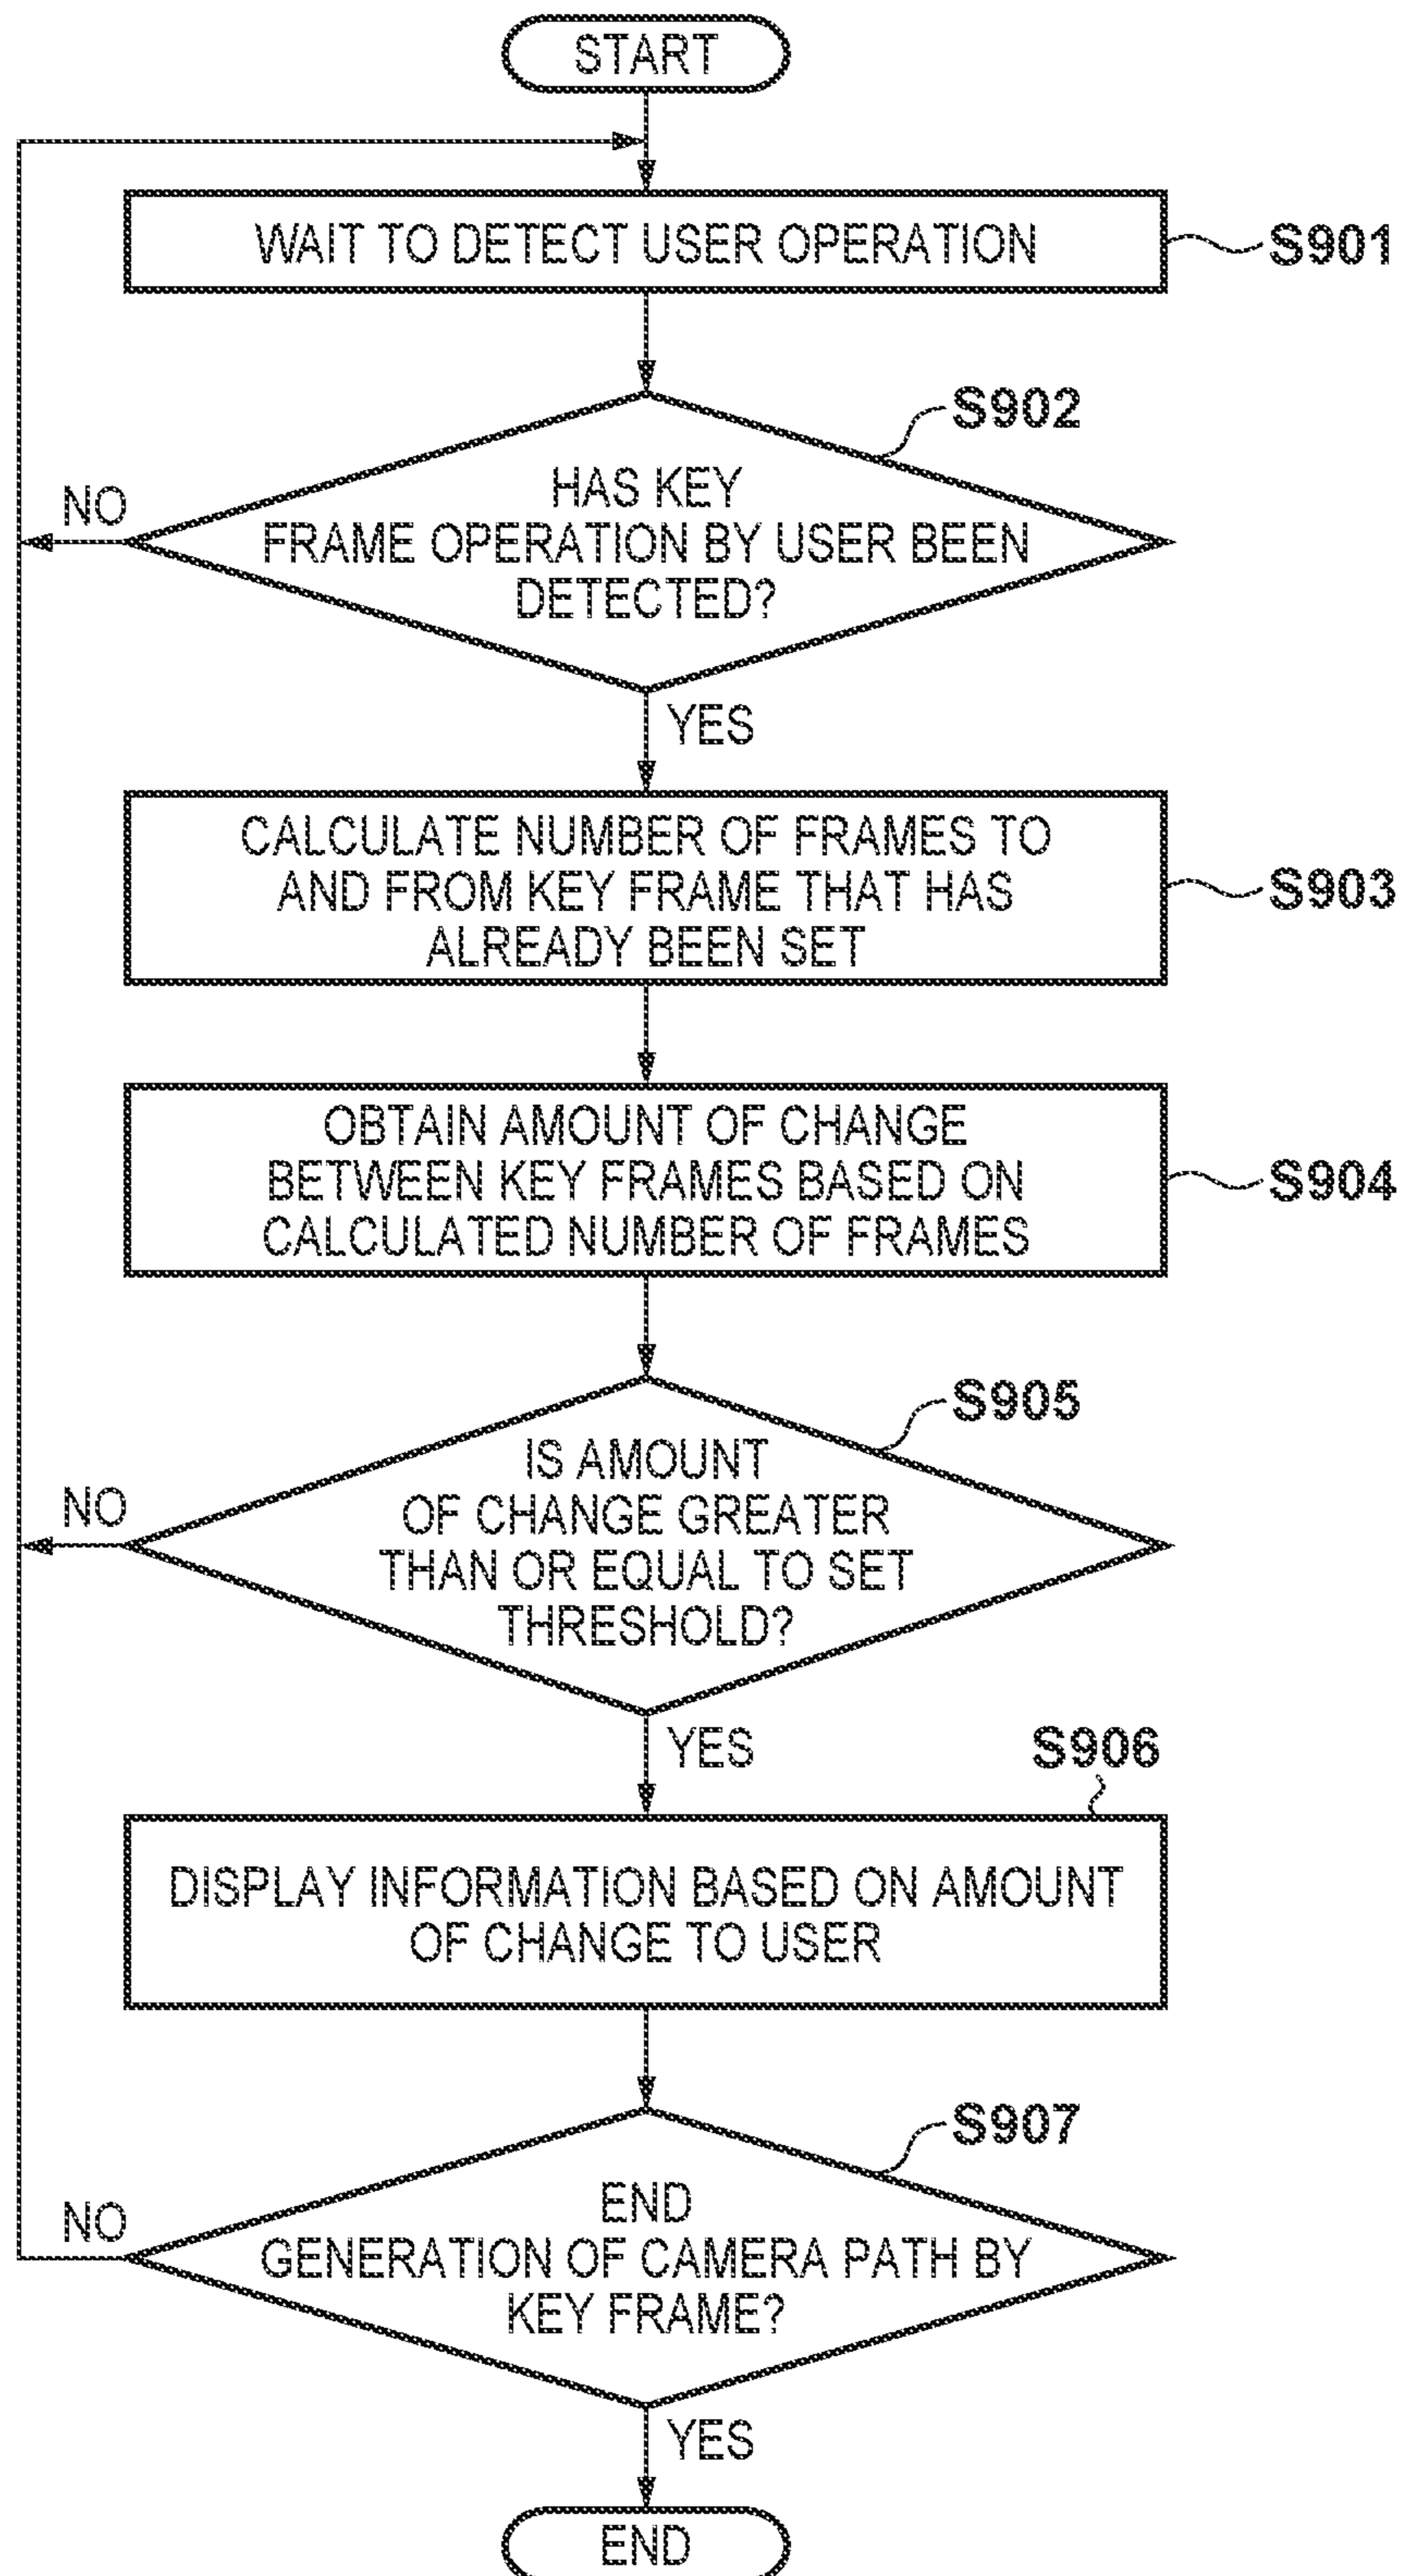 START
WAIT TO DETECT USER OPERATION
S901
S902
HAS KEY
FRAME OPERATION BY USER BEEN
DETECTED?
NO
YES
CALCULATE NUMBER OF FRAMES TO
AND FROM KEY FRAME THAT HAS
ALREADY BEEN SET
S903
OBTAIN AMOUNT OF CHANGE
BETWEEN KEY FRAMES BASED ON
CALCULATED NUMBER OF FRAMES
S904
S905
IS AMOUNT
OF CHANGE GREATER
THAN OR EQUAL TO SET
THRESHOLD?
NO
YES
S906
DISPLAY INFORMATION BASED ON AMOUNT
OF CHANGE TO USER
S907
END
GENERATION OF CAMERA PATH BY
KEY FRAME?
NO
YES
END